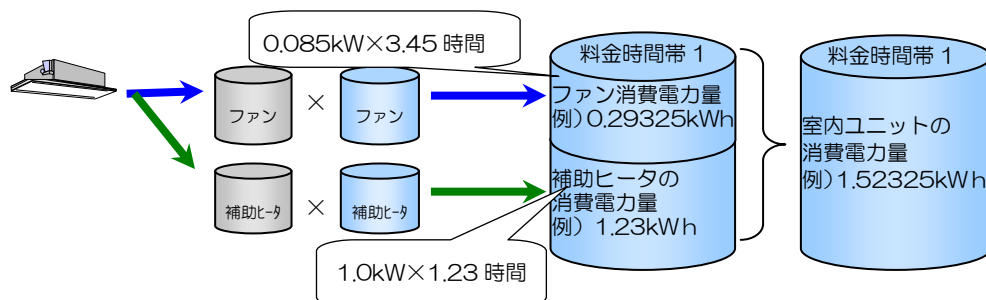 0.085kW×3.45 時間
料金時間帯 1
料金時間帯 1
ファン
×
ファン
ファン消費電力量
例)0.29325kWh
室内ユニットの
消費電力量
例)1.52325kWh
補助ヒータ
×
補助ヒータ
補助ヒータの
消費電力量
例) 1.23kWh
1.0kW×1.23 時間